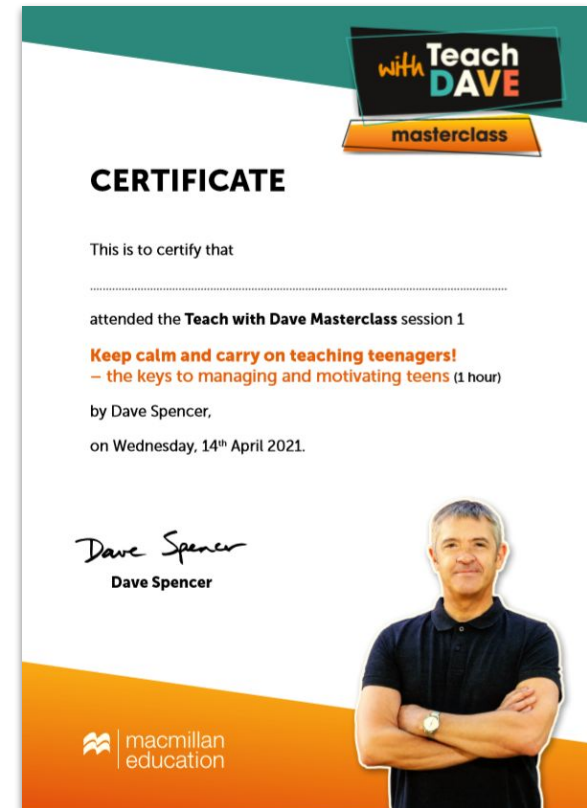 with Teach
DAVE
masterclass
CERTIFICATE
This is to certify that
attended the Teach with Dave Masterclass session 1
Keep calm and carry on teaching teenagers!
– the keys to managing and motivating teens (1 hour)
by Dave Spencer,
on Wednesday, 14th April 2021.
Dave Spencer
Dave Spencer
macmillan
education